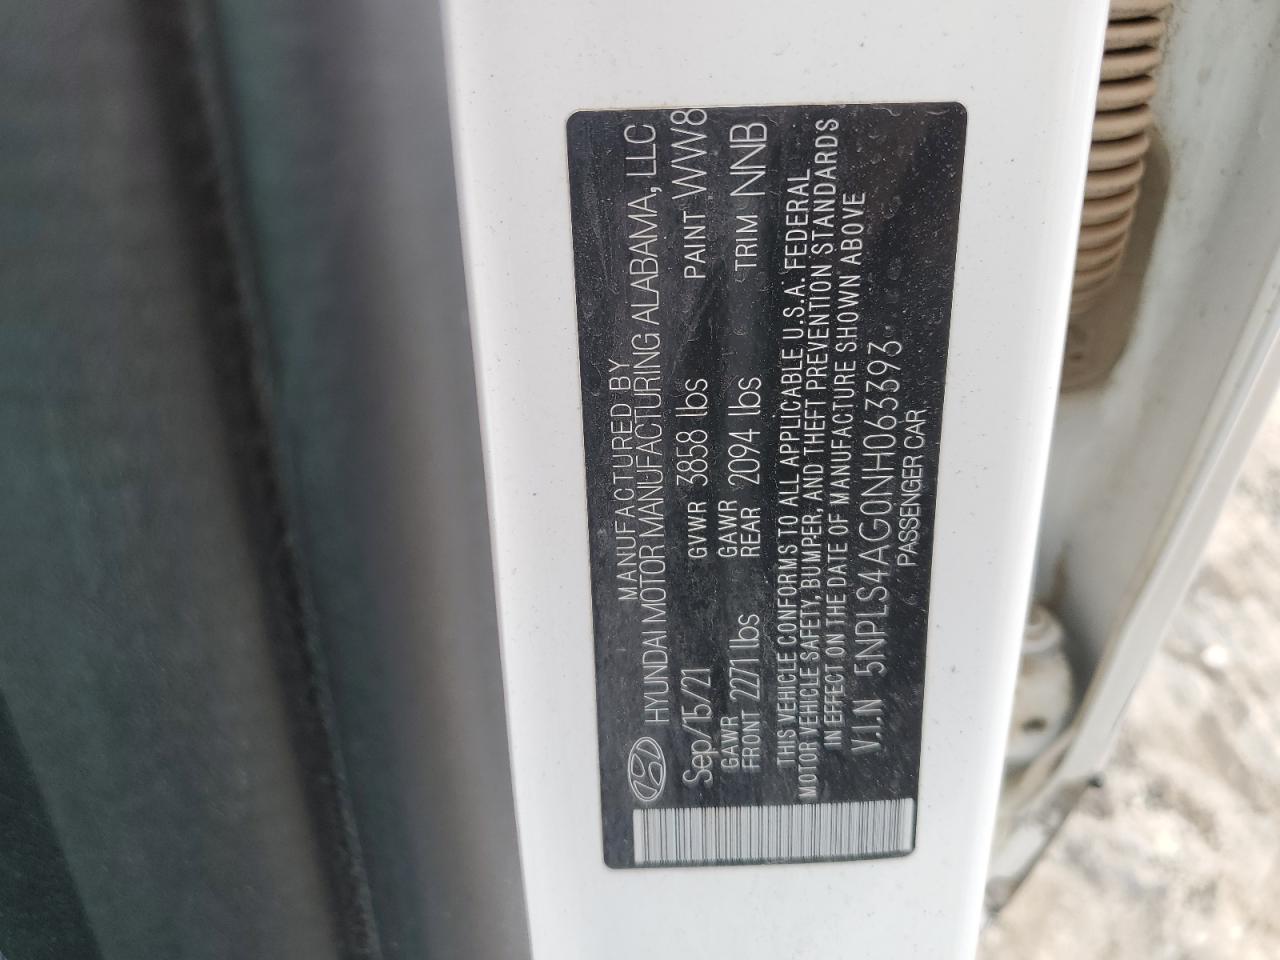 MANUFACTURED BY
HYUNDAI MOTOR MANUFACTURING ALABAMA, LLC
Sep/15/21 GVWR 3858 lbs PAINT WW8
GAWR FRONT 2271 lbs GAWR REAR 2094 lbs TRIM NNB
THIS VEHICLE CONFORMS TO ALL APPLICABLE U.S.A. FEDERAL
MOTOR VEHICLE SAFETY, BUMPER, AND THEFT PREVENTION STANDARDS
IN EFFECT ON THE DATE OF MANUFACTURE SHOWN ABOVE
V.I.N 5NPLS4AG0NH063393
PASSENGER CAR